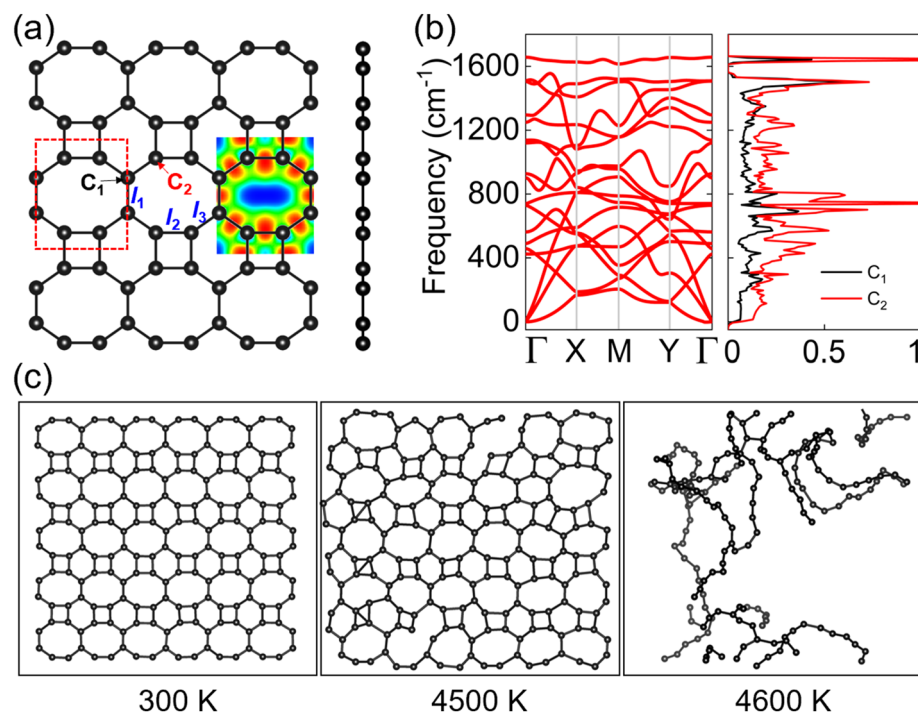 (a)
C₁
C₂
l₁
l₂
l₃
(b)
Frequency (cm⁻¹)
1600
1200
800
400
0
Γ X M Y Γ
0 0.5 1
C₁
C₂
(c)
300 K
4500 K
4600 K